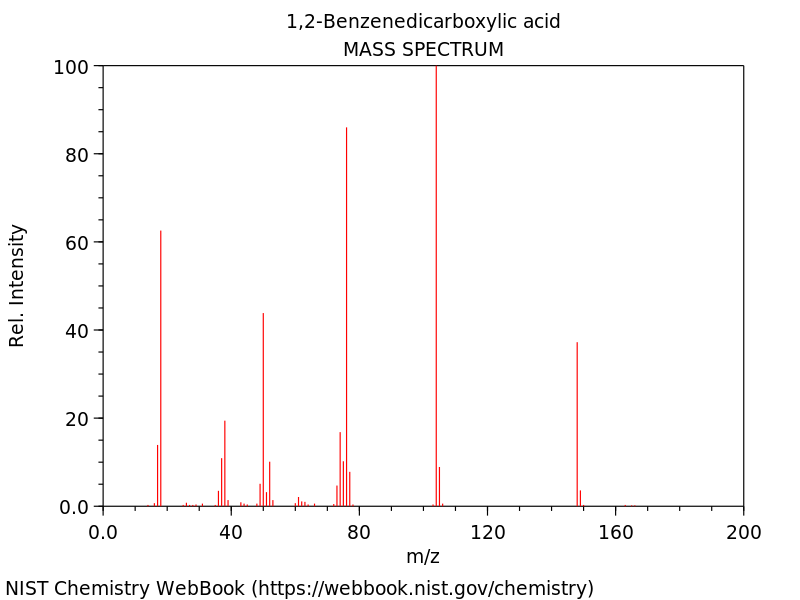 1,2-Benzenedicarboxylic acid
MASS SPECTRUM
100
80
60
40
20
0.0
Rel. Intensity
0.0 40 80 120 160 200
m/z
NIST Chemistry WebBook (https://webbook.nist.gov/chemistry)